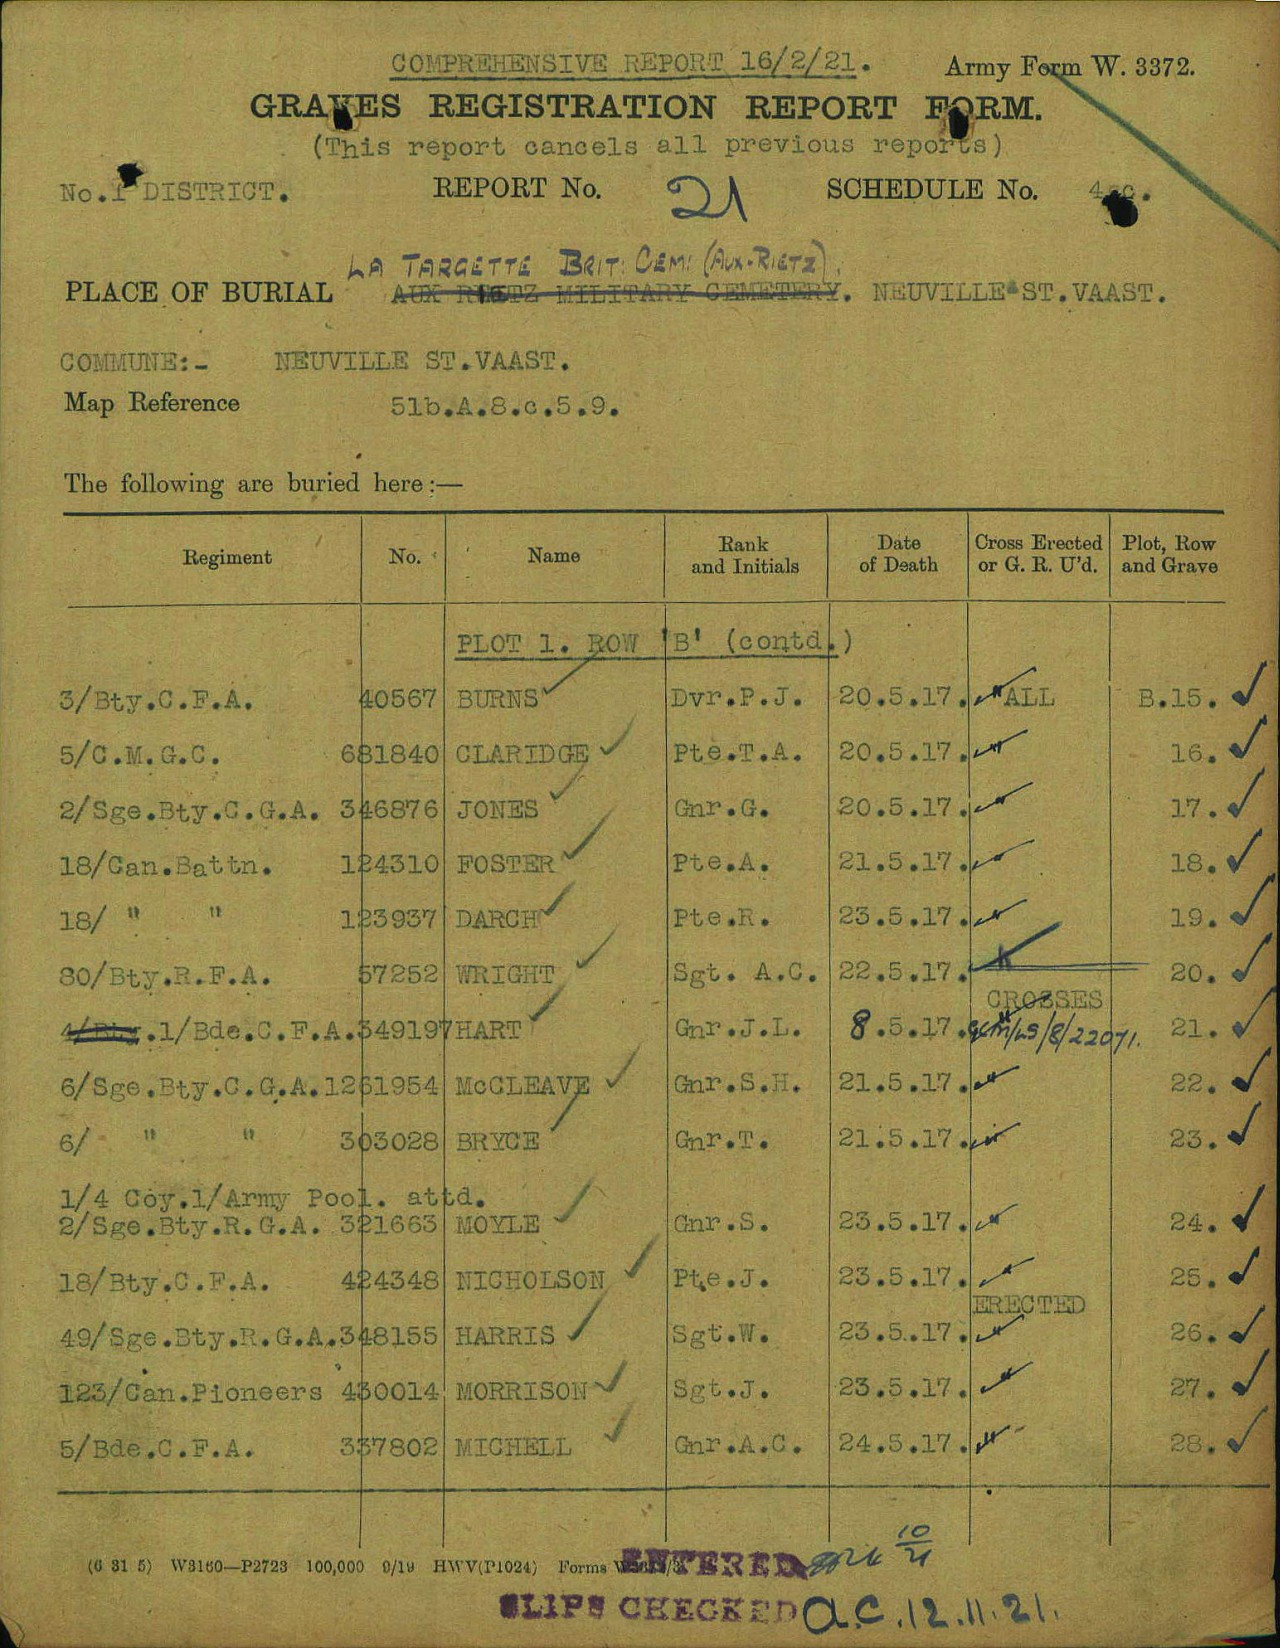 COMPREHENSIVE REPORT 16/2/21. Army Form W. 3372.
GRAVES REGISTRATION REPORT FORM.
(This report cancels all previous reports)
No.1 DISTRICT. REPORT No. 21 SCHEDULE No. 4
LA TARGETTE BRIT: CEM: (AUX-RIETZ).
PLACE OF BURIAL AUX RIETZ MILITARY CEMETERY. NEUVILLE ST.VAAST.
COMMUNE:- NEUVILLE ST.VAAST.
Map Reference 51b.A.8.c.5.9.
The following are buried here:—
Regiment No. Name Rank and Initials Date of Death Cross Erected or G. R. U'd. Plot, Row and Grave
PLOT 1. ROW 'B' (contd.)
3/Bty.C.F.A. 40567 BURNS Dvr.P.J. 20.5.17. ALL B.15.
5/C.M.G.C. 681840 CLARIDGE Pte.T.A. 20.5.17. 16.
2/Sge.Bty.C.G.A. 346876 JONES Gnr.G. 20.5.17. 17.
18/Can.Battn. 124310 FOSTER Pte.A. 21.5.17. 18.
18/ " " 123937 DARCH Pte.R. 23.5.17. 19.
80/Bty.R.F.A. 57252 WRIGHT Sgt. A.C. 22.5.17. 20.
CROSSES
.1/Bde.C.F.A. 349197 HART Gnr.J.L. 8.5.17. 21.
6/Sge.Bty.C.G.A. 1261954 McCLEAVE Gnr.S.H. 21.5.17. 22.
6/ " " 303028 BRYCE Gnr.T. 21.5.17. 23.
1/4 Coy.1/Army Pool. attd.
2/Sge.Bty.R.G.A. 321663 MOYLE Gnr.S. 23.5.17. 24.
18/Bty.C.F.A. 424348 NICHOLSON Pte.J. 23.5.17. 25.
ERECTED
49/Sge.Bty.R.G.A. 348155 HARRIS Sgt.W. 23.5.17. 26.
123/Can.Pioneers 430014 MORRISON Sgt.J. 23.5.17. 27.
5/Bde.C.F.A. 337802 MICHELL Gnr.A.C. 24.5.17. 28.
(6 31 5) W3160—P2723 100,000 9/19 HWV(P1024) Forms ENTERED 10/21
SLIPS CHECKED a.c. 12.11.21.